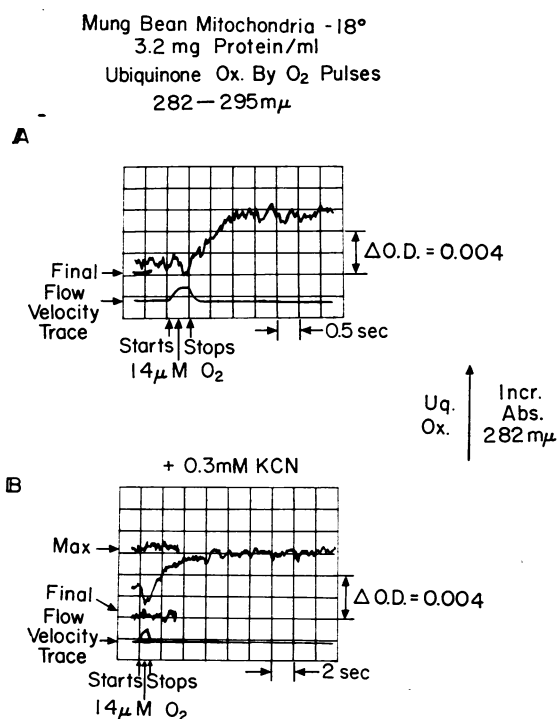 Mung Bean Mitochondria -18°
3.2 mg Protein/ml
Ubiquinone Ox. By O₂ Pulses
282-295mμ
A
Final
Flow
Velocity
Trace
ΔO.D. = 0.004
0.5 sec
Starts Stops
14μM O₂
Uq.
Ox.
Incr.
Abs.
282mμ
+ 0.3mM KCN
B
Max
Final
Flow
Velocity
Trace
ΔO.D. = 0.004
2 sec
Starts Stops
14μM O₂